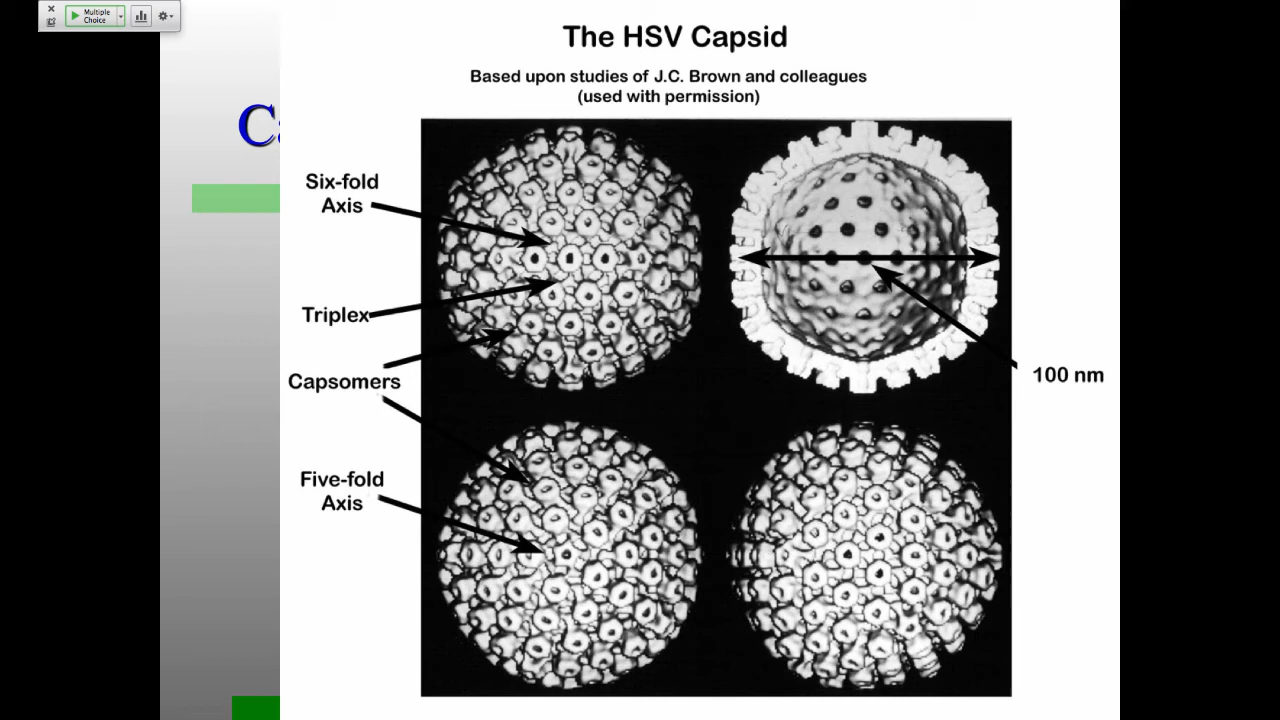 Multiple
Choice
The HSV Capsid
Based upon studies of J.C. Brown and colleagues
(used with permission)
Six-fold
Axis
Triplex
Capsomers
Five-fold
Axis
100 nm